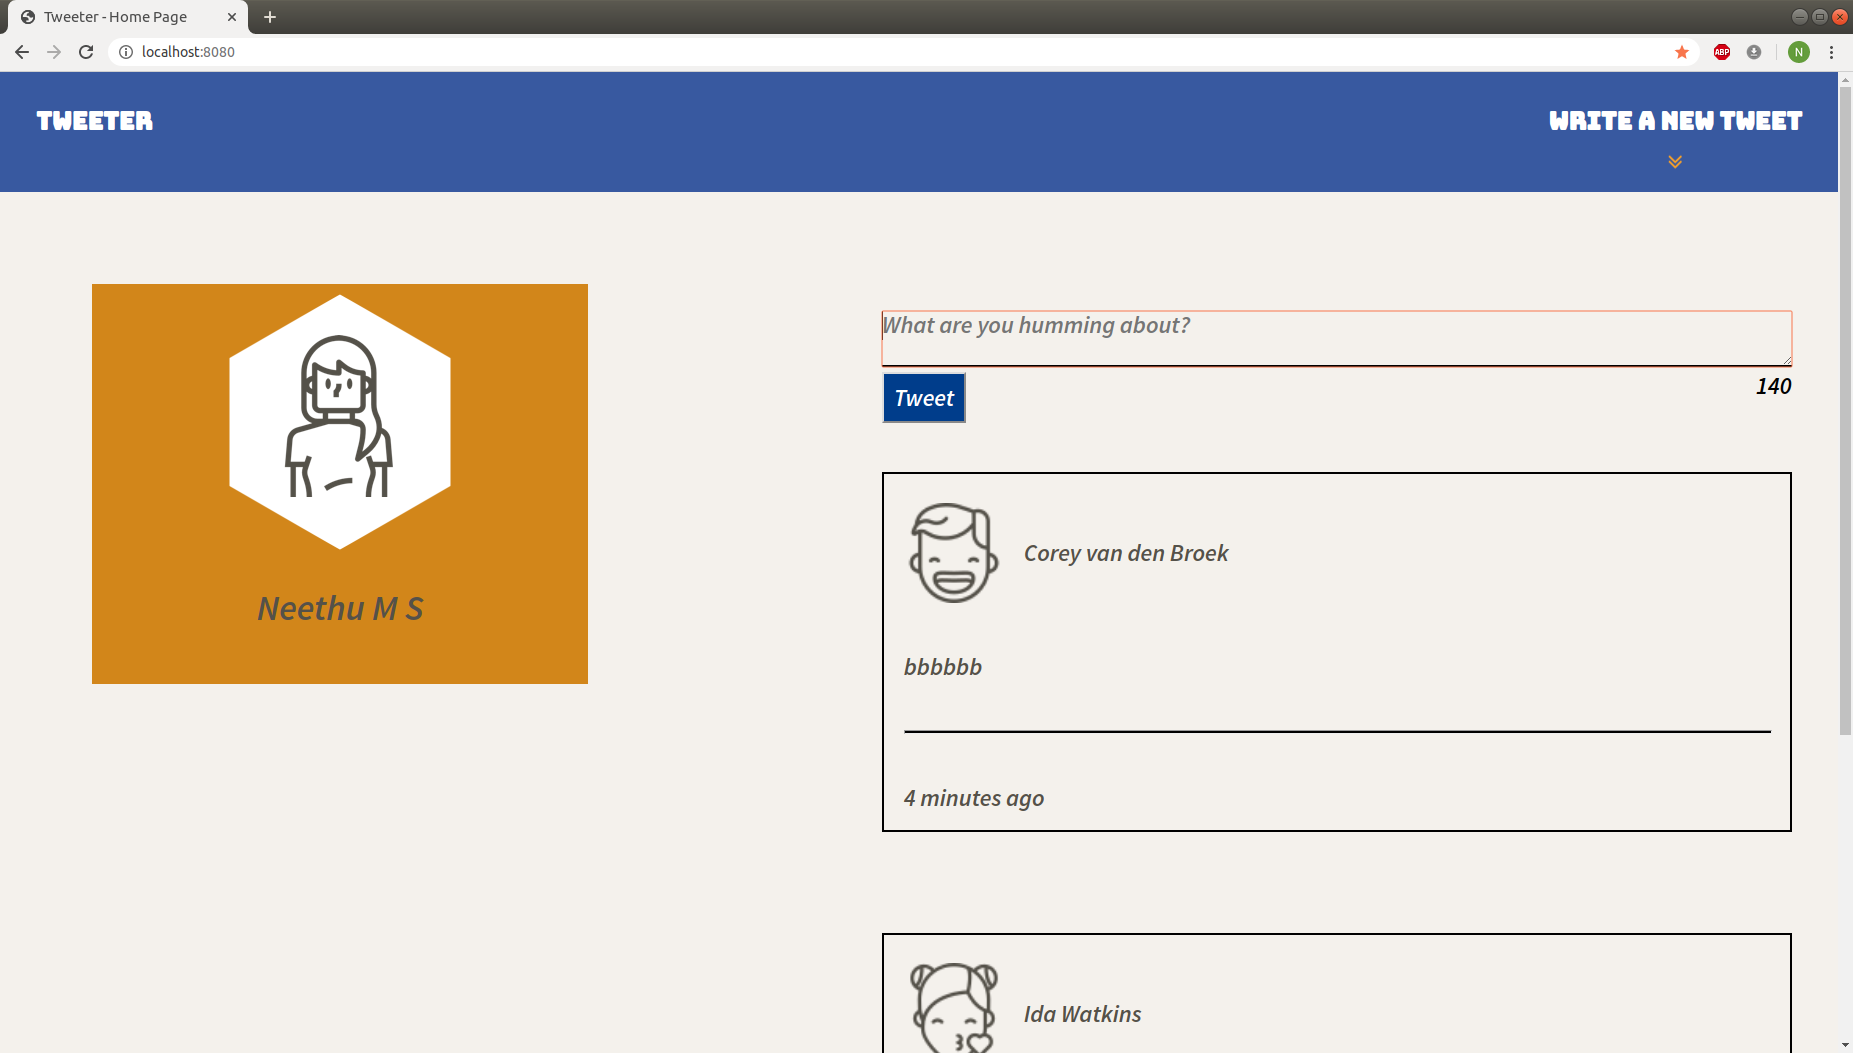 Tweeter - Home Page
localhost:8080
ABP
N
TWEETER
WRITE A NEW TWEET
Neethu M S
What are you humming about?
Tweet
140
Corey van den Broek
bbbbbb
4 minutes ago
Ida Watkins